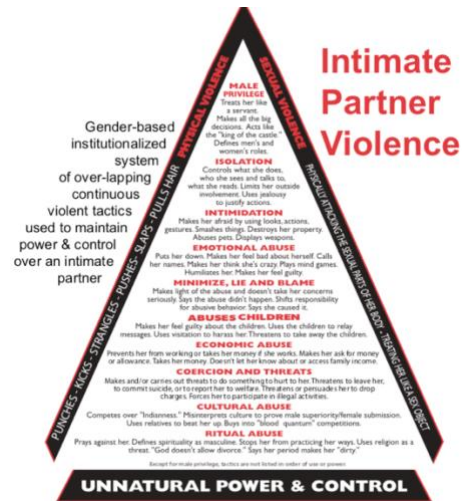 Intimate
Partner
Violence
Gender-based
institutionalized
system
of over-lapping
continuous
violent tactics
used to maintain
power & control
over an intimate
partner
PHYSICAL VIOLENCE
PUNCHES - KICKS - STRANGLES - PUSHES - SLAPS - PULLS HAIR
SEXUAL VIOLENCE
PHYSICALLY ATTACKING THE SEXUAL PARTS OF HER BODY - TREATING HER LIKE A SEX OBJECT
MALE
PRIVILEGE
Treats her like
a servant.
Makes all the big
decisions. Acts like
the "king of the castle."
Defines men's and
women's roles.
ISOLATION
Controls what she does,
who she sees and talks to,
what she reads. Limits her outside
involvement. Uses jealousy
to justify actions.
INTIMIDATION
Makes her afraid by using looks, actions,
gestures. Smashes things. Destroys her property.
Abuses pets. Displays weapons.
EMOTIONAL ABUSE
Puts her down. Makes her feel bad about herself. Calls
her names. Makes her think she's crazy. Plays mind games.
Humiliates her. Makes her feel guilty.
MINIMIZE, LIE AND BLAME
Makes light of the abuse and doesn't take her concerns
seriously. Says the abuse didn't happen. Shifts responsibility
for abusive behavior. Says she caused it.
ABUSES CHILDREN
Makes her feel guilty about the children. Uses the children to relay
messages. Uses visitation to harass her. Threatens to take away the children.
ECONOMIC ABUSE
Prevents her from working or takes her money if she works. Makes her ask for money
or allowance. Takes her money. Doesn't let her know about or access family income.
COERCION AND THREATS
Makes and/or carries out threats to do something to hurt to her. Threatens to leave her,
to commit suicide, or to report her to welfare. Threatens or persuades her to drop
charges. Forces her to participate in illegal activities.
CULTURAL ABUSE
Competes over "Indianness." Misinterprets culture to prove male superiority/female submission.
Uses relatives to beat her up. Buys into "blood quantum" competitions.
RITUAL ABUSE
Prays against her. Defines spirituality as masculine. Stops her from practicing her ways. Uses religion as a
threat. "God doesn't allow divorce." Says her period makes her "dirty."
Except for male privilege, tactics are not listed in order of use or power.
UNNATURAL POWER & CONTROL